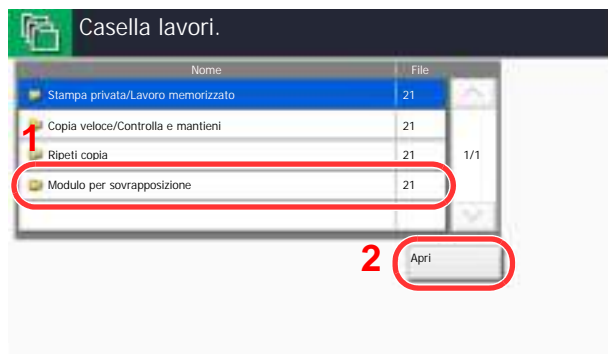 Casella lavori.
Nome File
Stampa privata/Lavoro memorizzato 21
Copia veloce/Controlla e mantieni 21
1
Ripeti copia 21 1/1
Modulo per sovrapposizione 21
2 Apri